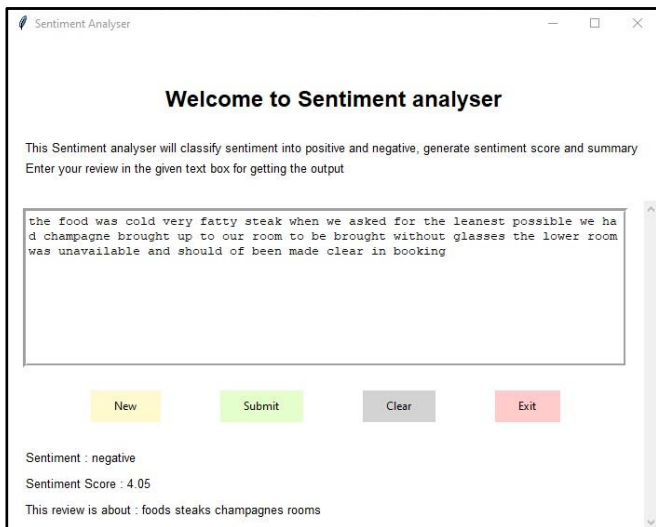 Sentiment Analyser
Welcome to Sentiment analyser
This Sentiment analyser will classify sentiment into positive and negative, generate sentiment score and summary
Enter your review in the given text box for getting the output
the food was cold very fatty steak when we asked for the leanest possible we ha
d champagne brought up to our room to be brought without glasses the lower room
was unavailable and should of been made clear in booking
New Submit Clear Exit
Sentiment : negative
Sentiment Score : 4.05
This review is about : foods steaks champagnes rooms